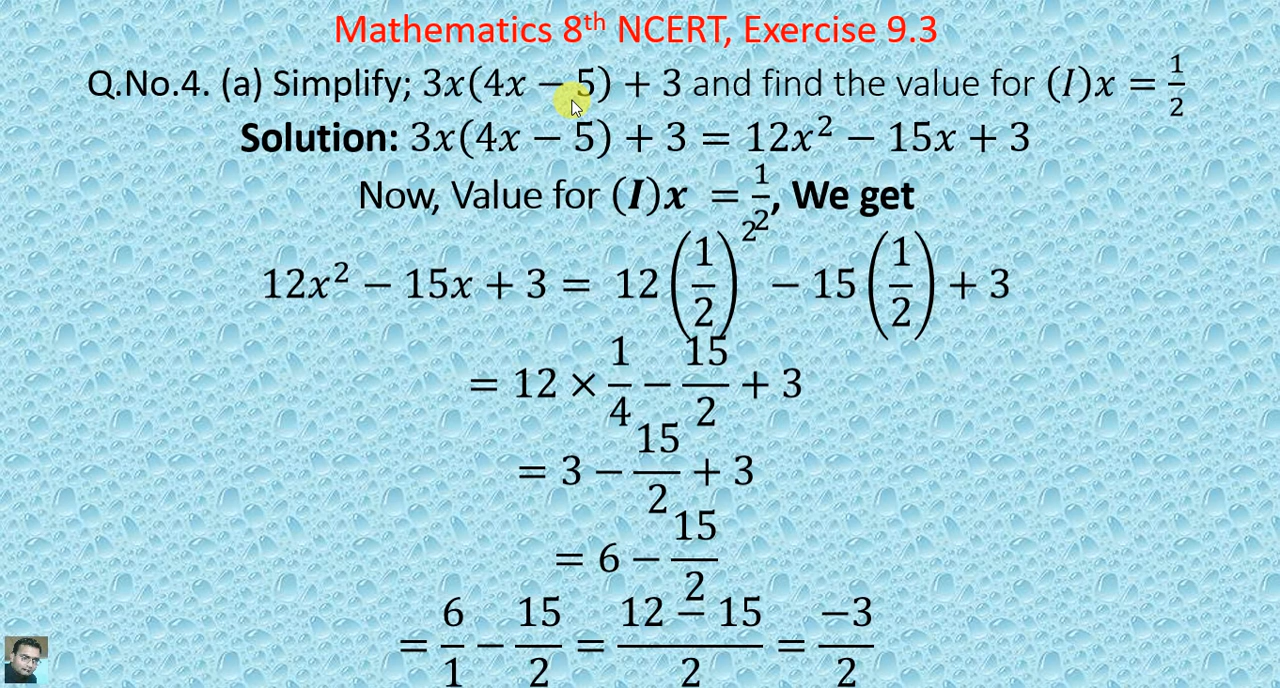 Mathematics 8th NCERT, Exercise 9.3
Q.No.4. (a) Simplify; 3x(4x − 5) + 3 and find the value for (I)x = 1/2
Solution: 3x(4x − 5) + 3 = 12x² − 15x + 3
Now, Value for (I)x = 1/2, We get
12x² − 15x + 3 = 12(1/2)² − 15(1/2) + 3
= 12 × 1/4 − 15/2 + 3
= 3 − 15/2 + 3
= 6 − 15/2
= 6/1 − 15/2 = (12 − 15)/2 = −3/2